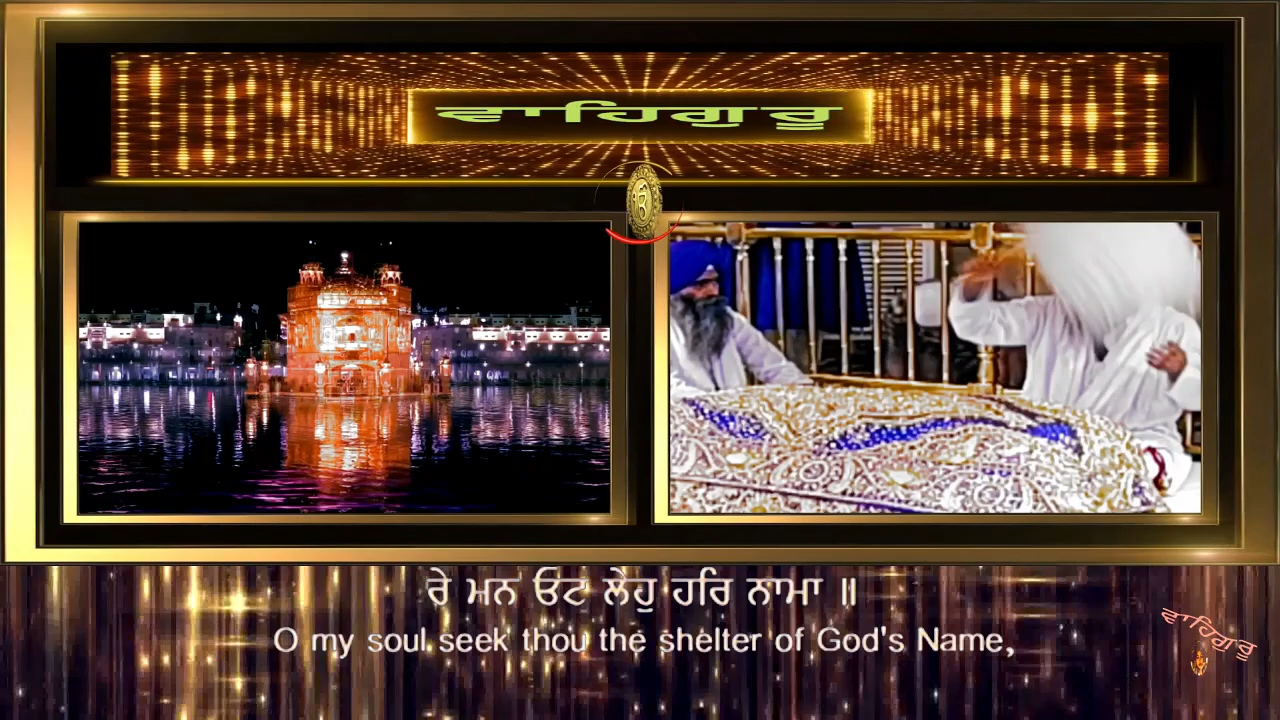 ਵਾਹਿਗੁਰੂ
ੴ
ਰੇ ਮਨ ਓਟ ਲੇਹੁ ਹਰਿ ਨਾਮਾ ॥
O my soul seek thou the shelter of God's Name,
ਵਾਹਿਗੁਰੂ